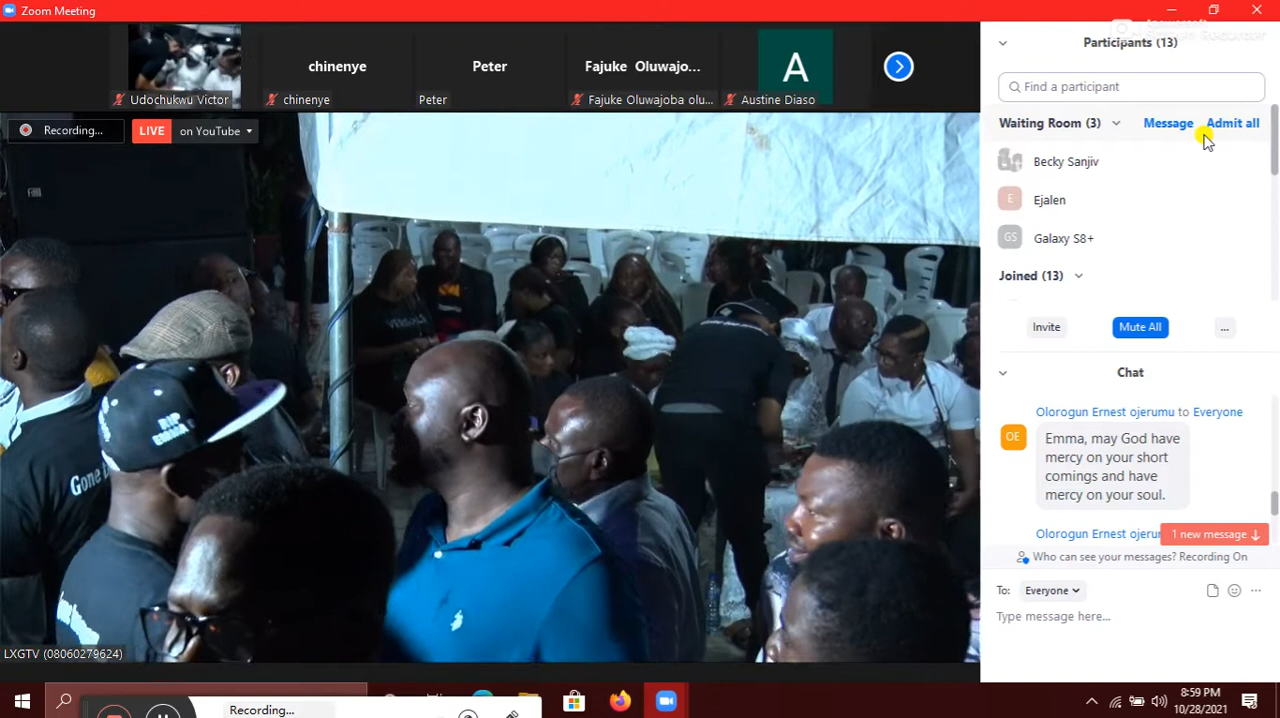 Zoom Meeting
Udochukwu Victor
chinenye
chinenye
Peter
Peter
Fajuke Oluwajo...
Fajuke Oluwajoba olu...
A
Austine Diaso
Recording...
LIVE on YouTube
Gone
RIP
LXGTV (08060279624)
Participants (13)
Find a participant
Waiting Room (3) Message Admit all
Becky Sanjiv
E Ejalen
GS Galaxy S8+
Joined (13)
Invite Mute All ...
Chat
Olorogun Ernest ojerumu to Everyone
OE
Emma, may God have
mercy on your short
comings and have
mercy on your soul.
Olorogun Ernest ojerum
1 new message
Who can see your messages? Recording On
To: Everyone
Type message here...
Recording...
8:59 PM
10/28/2021